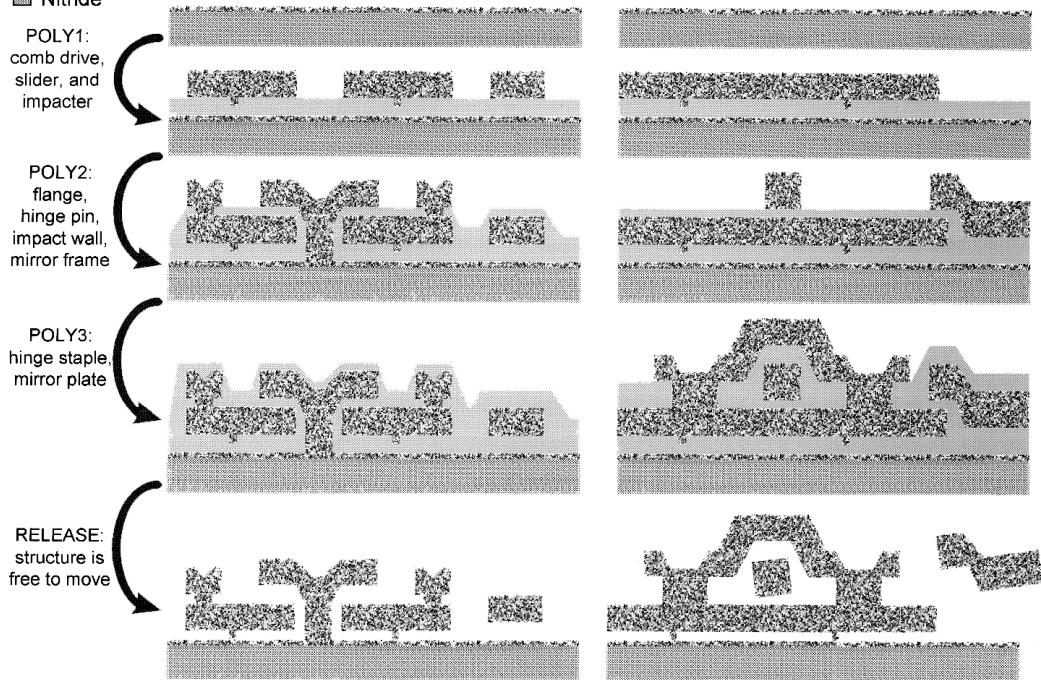 Nitride
POLY1:
comb drive,
slider, and
impacter
POLY2:
flange,
hinge pin,
impact wall,
mirror frame
POLY3:
hinge staple,
mirror plate
RELEASE:
structure is
free to move